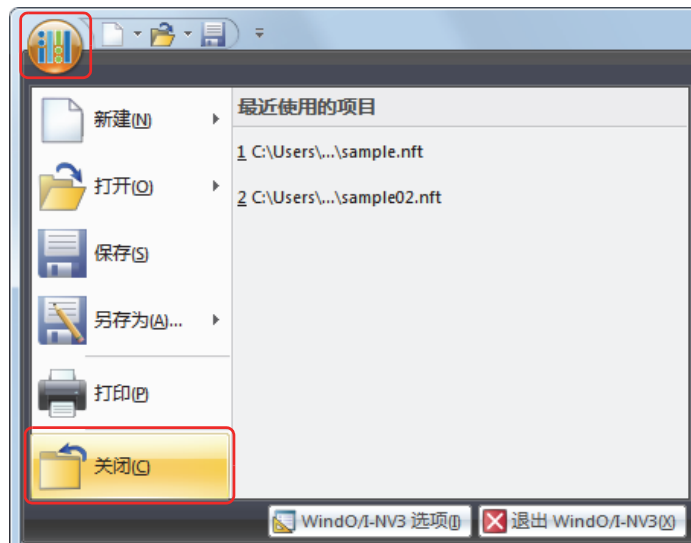 新建(N)
打开(O)
保存(S)
另存为(A)...
打印(P)
关闭(C)
最近使用的项目
1 C:\Users\...\sample.nft
2 C:\Users\...\sample02.nft
WindO/I-NV3 选项(I) 退出 WindO/I-NV3(X)